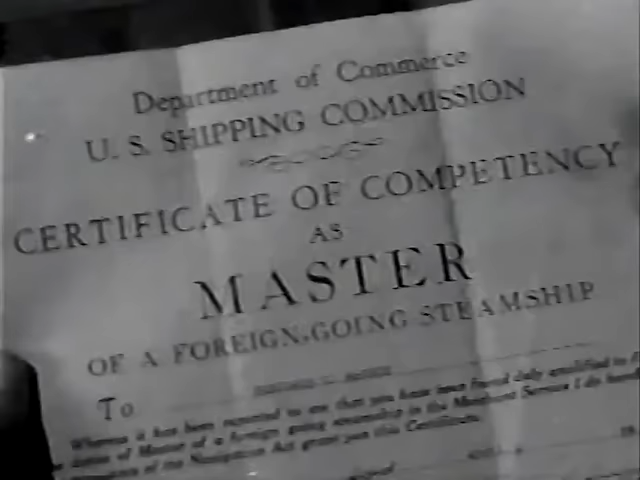 Department of Commerce
U. S. SHIPPING COMMISSION
CERTIFICATE OF COMPETENCY
AS
MASTER
OF A FOREIGN-GOING STEAMSHIP
To
Whereas it has been reported to me that you have been found duly qualified to
duties of Master of a foreign going steamship in the Merchant Service I do
of the Navigation Act grant you this Certificate.